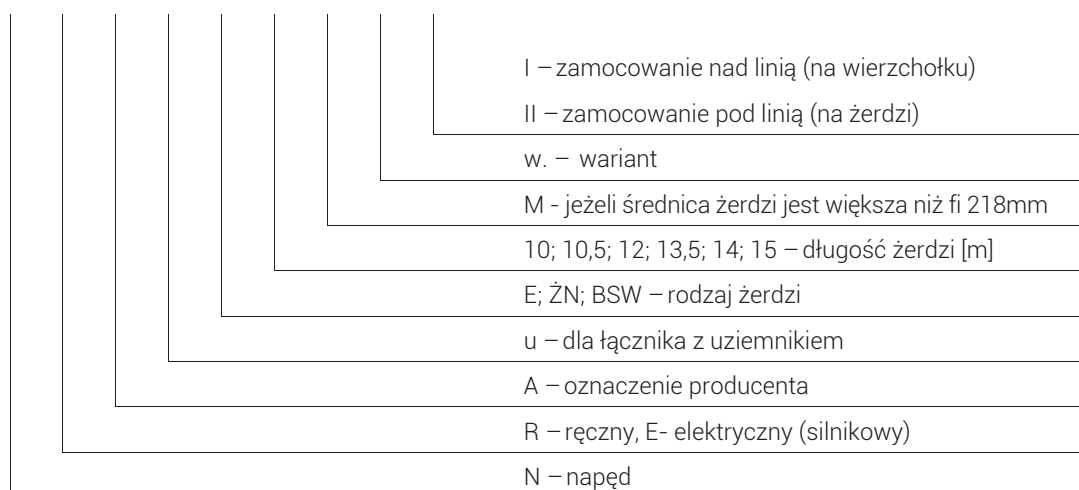 I – zamocowanie nad linią (na wierzchołku)
II – zamocowanie pod linią (na żerdzi)
w. – wariant
M - jeżeli średnica żerdzi jest większa niż fi 218mm
10; 10,5; 12; 13,5; 14; 15 – długość żerdzi [m]
E; ŻN; BSW – rodzaj żerdzi
u – dla łącznika z uziemnikiem
A – oznaczenie producenta
R – ręczny, E- elektryczny (silnikowy)
N – napęd